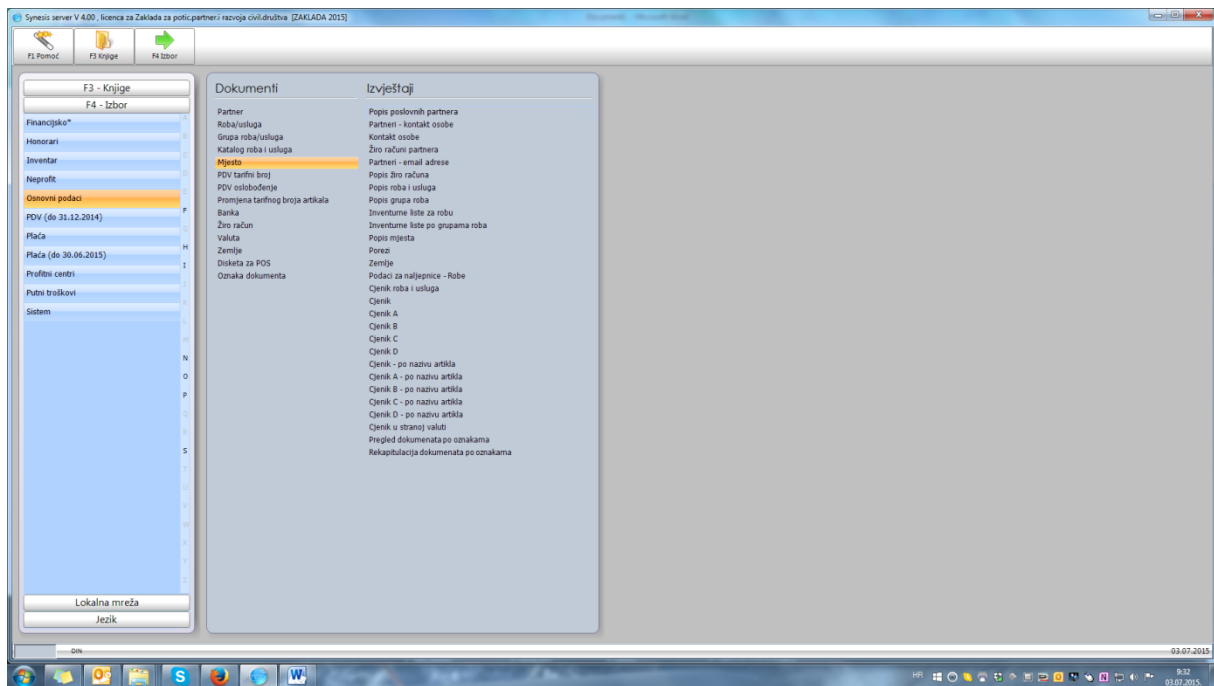 Synesis server V 4.00 , licenca za Zaklada za potic.partner.i razvoja civil.društva [ZAKLADA 2015]
F1 Pomoć
F3 Knjige
F4 Izbor
F3 - Knjige
F4 - Izbor
Financijsko*
Honorari
Inventar
Neprofit
Osnovni podaci
PDV (do 31.12.2014)
Plaća
Plaća (do 30.06.2015)
Profitni centri
Putni troškovi
Sistem
F
H
I
N
O
P
S
Lokalna mreža
Jezik
Dokumenti
Partner
Roba/usluga
Grupa roba/usluga
Katalog roba i usluga
Mjesto
PDV tarifni broj
PDV oslobođenje
Promjena tarifnog broja artikala
Banka
Žiro račun
Valuta
Zemlje
Disketa za POS
Oznaka dokumenta
Izvještaji
Popis poslovnih partnera
Partneri - kontakt osobe
Kontakt osobe
Žiro računi partnera
Partneri - email adrese
Popis žiro računa
Popis roba i usluga
Popis grupa roba
Inventurne liste za robu
Inventurne liste po grupama roba
Popis mjesta
Porezi
Zemlje
Podaci za naljepnice - Robe
Cjenik roba i usluga
Cjenik
Cjenik A
Cjenik B
Cjenik C
Cjenik D
Cjenik - po nazivu artikla
Cjenik A - po nazivu artikla
Cjenik B - po nazivu artikla
Cjenik C - po nazivu artikla
Cjenik D - po nazivu artikla
Cjenik u stranoj valuti
Pregled dokumenata po oznakama
Rekapitulacija dokumenata po oznakama
DIN
03.07.2015
HR
9:32
03.07.2015.